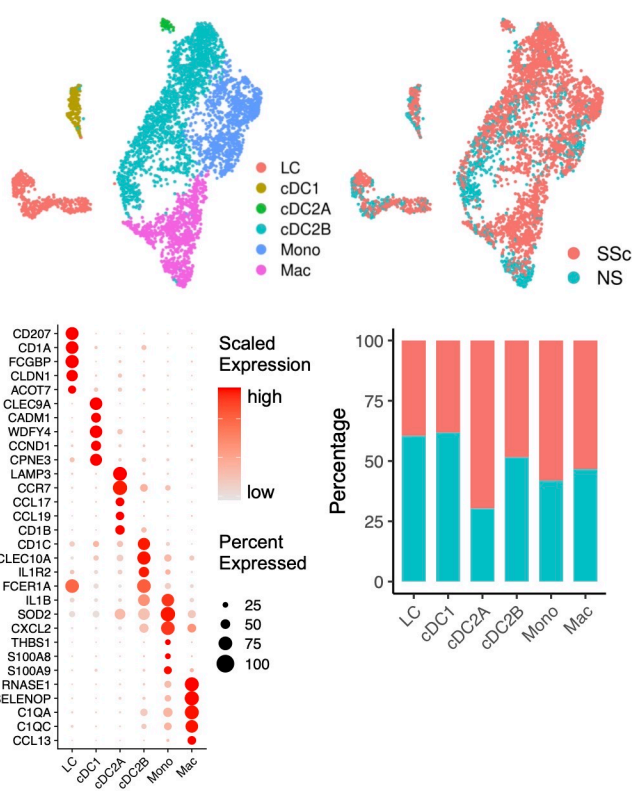 LC
cDC1
cDC2A
cDC2B
Mono
Mac
SSc
NS
CD207
CD1A
FCGBP
CLDN1
ACOT7
CLEC9A
CADM1
WDFY4
CCND1
CPNE3
LAMP3
CCR7
CCL17
CCL19
CD1B
CD1C
CLEC10A
IL1R2
FCER1A
IL1B
SOD2
CXCL2
THBS1
S100A8
S100A9
RNASE1
SELENOP
C1QA
C1QC
CCL13
LC
cDC1
cDC2A
cDC2B
Mono
Mac
Scaled
Expression
high
low
Percent
Expressed
25
50
75
100
Percentage
100
75
50
25
0
LC
cDC1
cDC2A
cDC2B
Mono
Mac